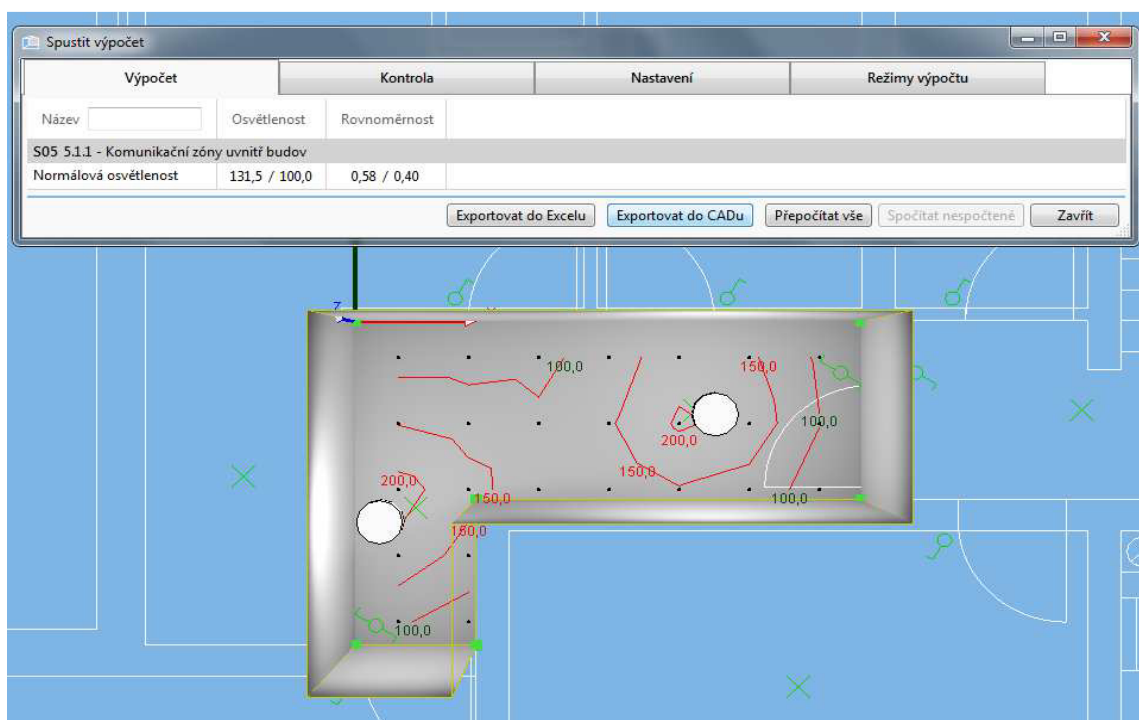 Spustit výpočet
Výpočet Kontrola Nastavení Režimy výpočtu
Název Osvětlenost Rovnoměrnost
S05 5.1.1 - Komunikační zóny uvnitř budov
Normálová osvětlenost 131,5 / 100,0 0,58 / 0,40
Exportovat do Excelu Exportovat do CADu Přepočítat vše Spočítat nespočtené Zavřít
Z
100,0 150,0
100,0
200,0
150,0
200,0
150,0 100,0
150,0
100,0